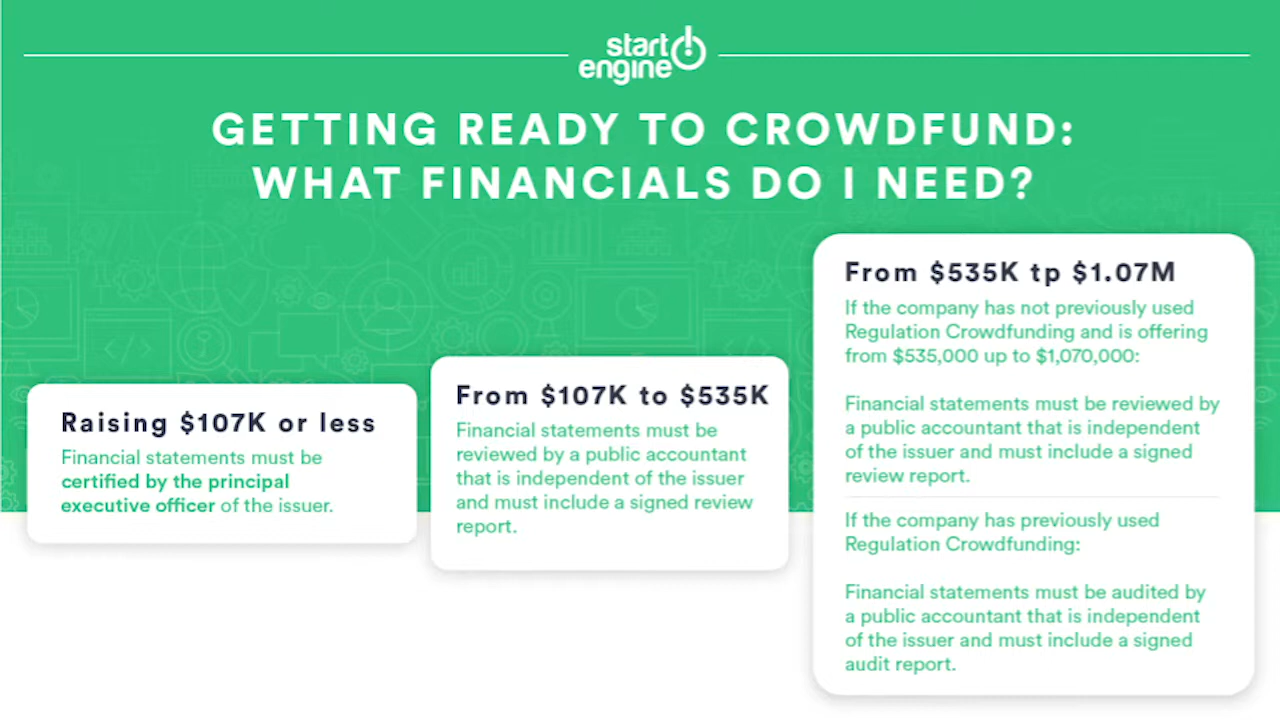 start
engine
GETTING READY TO CROWDFUND:
WHAT FINANCIALS DO I NEED?
Raising $107K or less
Financial statements must be
certified by the principal
executive officer of the issuer.
From $107K to $535K
Financial statements must be
reviewed by a public accountant
that is independent of the issuer
and must include a signed review
report.
From $535K tp $1.07M
If the company has not previously used
Regulation Crowdfunding and is offering
from $535,000 up to $1,070,000:
Financial statements must be reviewed by
a public accountant that is independent
of the issuer and must include a signed
review report.
If the company has previously used
Regulation Crowdfunding:
Financial statements must be audited by
a public accountant that is independent
of the issuer and must include a signed
audit report.